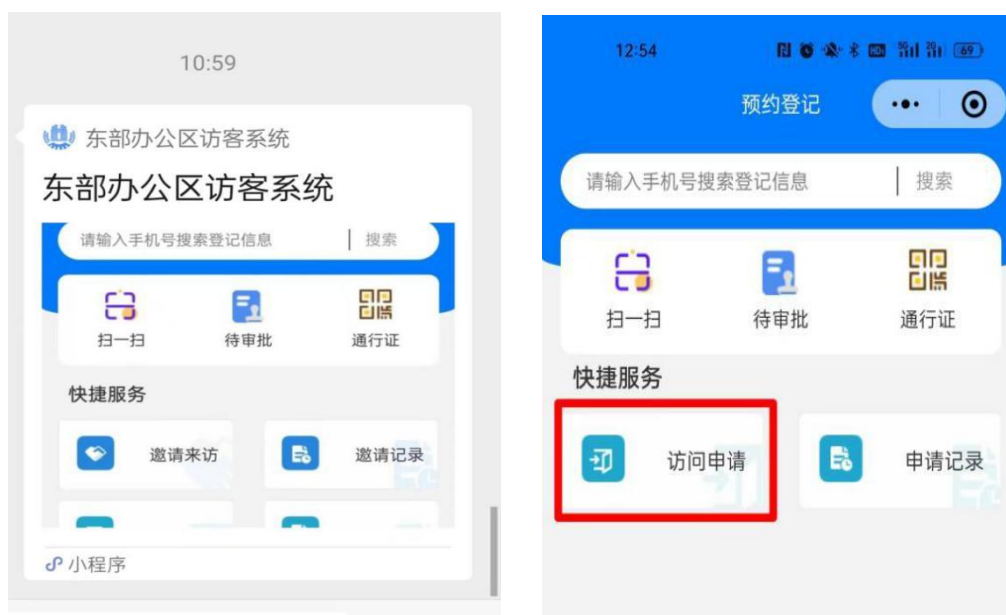 10:59
东部办公区访客系统
东部办公区访客系统
请输入手机号搜索登记信息 搜索
扫一扫 待审批 通行证
快捷服务
邀请来访 邀请记录
小程序
12:54 69
预约登记
请输入手机号搜索登记信息 搜索
扫一扫 待审批 通行证
快捷服务
访问申请 申请记录